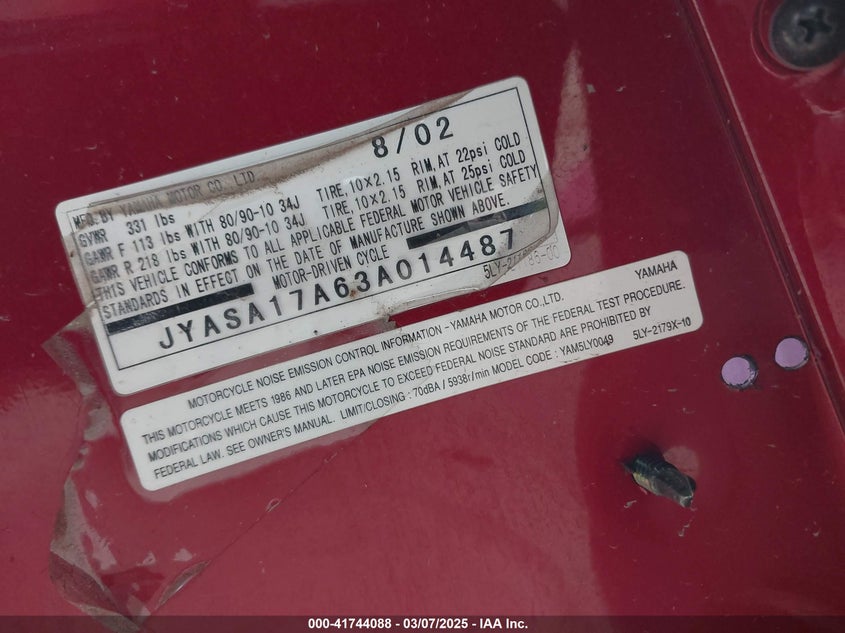 8/02
MFG. BY YAMAHA MOTOR CO., LTD
GVWR 331 lbs
GAWR F 113 lbs WITH 80/90-10 34J TIRE, 10×2.15 RIM, AT 22psi COLD
GAWR R 218 lbs WITH 80/90-10 34J TIRE, 10×2.15 RIM, AT 25psi COLD
THIS VEHICLE CONFORMS TO ALL APPLICABLE FEDERAL MOTOR VEHICLE SAFETY
STANDARDS IN EFFECT ON THE DATE OF MANUFACTURE SHOWN ABOVE.
MOTOR-DRIVEN CYCLE
JYASA17A63A014487
YAMAHA
MOTORCYCLE NOISE EMISSION CONTROL INFORMATION - YAMAHA MOTOR CO.,LTD.
THIS MOTORCYCLE MEETS 1986 AND LATER EPA NOISE EMISSION REQUIREMENTS OF THE FEDERAL TEST PROCEDURE.
MODIFICATIONS WHICH CAUSE THIS MOTORCYCLE TO EXCEED FEDERAL NOISE STANDARD ARE PROHIBITED BY
FEDERAL LAW. SEE OWNER'S MANUAL. LIMIT/CLOSING : 70dBA / 5938r/min MODEL CODE : YAM5LY0049
5LY-2179X-10
000-41744088 - 03/07/2025 - IAA Inc.